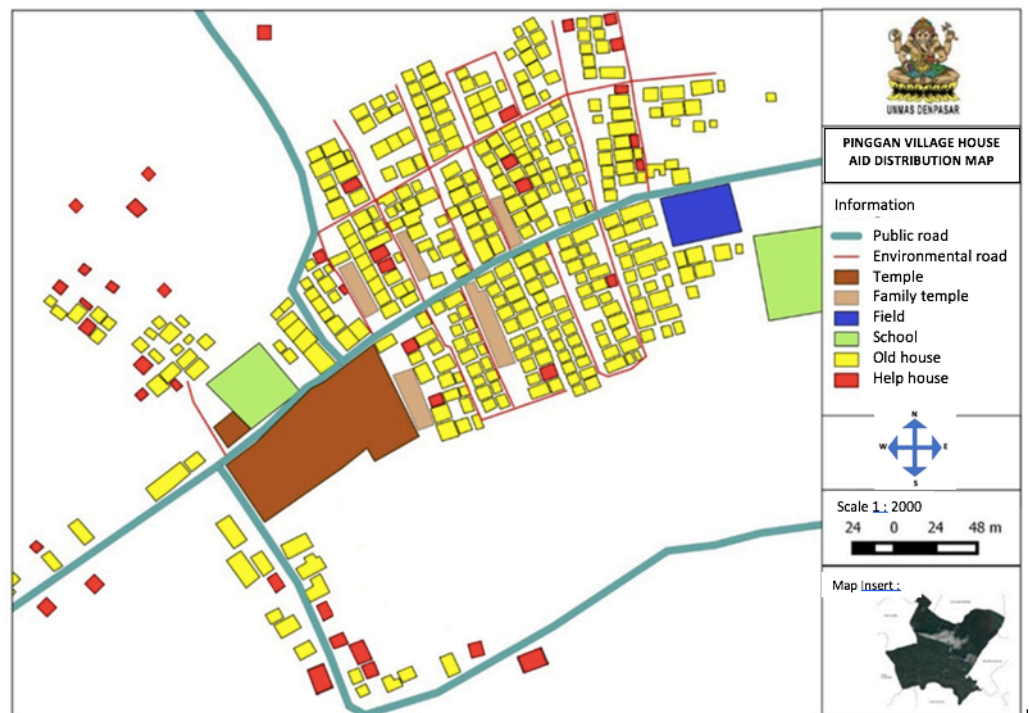 UNMAS DENPASAR
PINGGAN VILLAGE HOUSE
AID DISTRIBUTION MAP
Information
Public road
Environmental road
Temple
Family temple
Field
School
Old house
Help house
N
W E
S
Scale 1 : 2000
24 0 24 48 m
Map Insert :